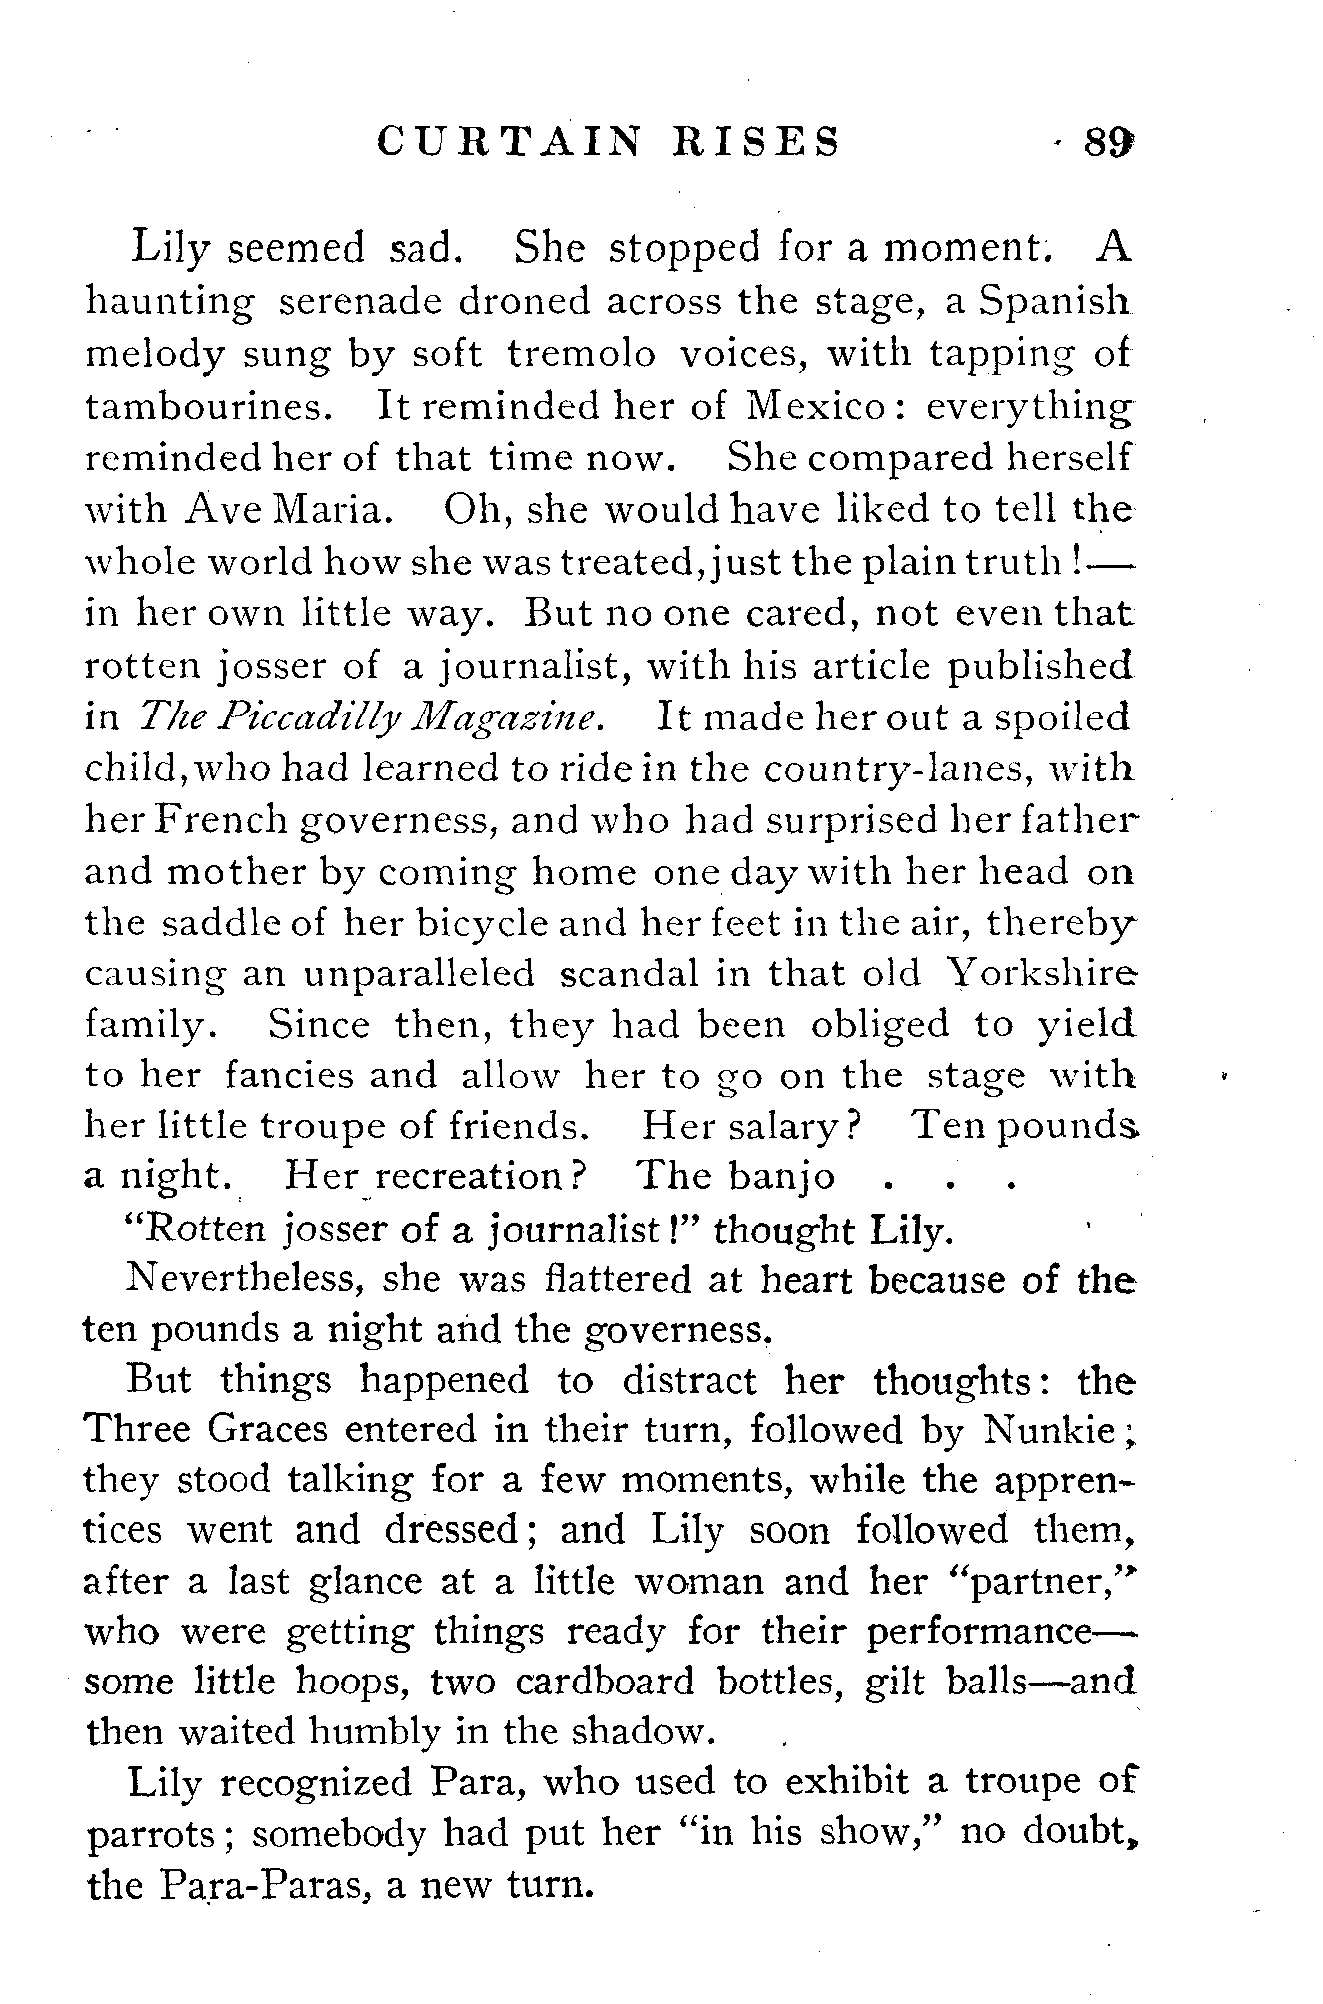 CURTAIN RISES 89
Lily seemed sad. She stopped for a moment. A
haunting serenade droned across the stage, a Spanish
melody sung by soft tremolo voices, with tapping of
tambourines. It reminded her of Mexico : everything
reminded her of that time now. She compared herself
with Ave Maria. Oh, she would have liked to tell the
whole world how she was treated, just the plain truth !—
in her own little way. But no one cared, not even that
rotten josser of a journalist, with his article published
in The Piccadilly Magazine. It made her out a spoiled
child, who had learned to ride in the country-lanes, with
her French governess, and who had surprised her father
and mother by coming home one day with her head on
the saddle of her bicycle and her feet in the air, thereby
causing an unparalleled scandal in that old Yorkshire
family. Since then, they had been obliged to yield
to her fancies and allow her to go on the stage with
her little troupe of friends. Her salary ? Ten pounds
a night. Her recreation ? The banjo . . .
“Rotten josser of a journalist !” thought Lily.
Nevertheless, she was flattered at heart because of the
ten pounds a night and the governess.
But things happened to distract her thoughts : the
Three Graces entered in their turn, followed by Nunkie ;
they stood talking for a few moments, while the appren-
tices went and dressed ; and Lily soon followed them,
after a last glance at a little woman and her “partner,”
who were getting things ready for their performance—
some little hoops, two cardboard bottles, gilt balls—and
then waited humbly in the shadow.
Lily recognized Para, who used to exhibit a troupe of
parrots ; somebody had put her “in his show,” no doubt,
the Para-Paras, a new turn.